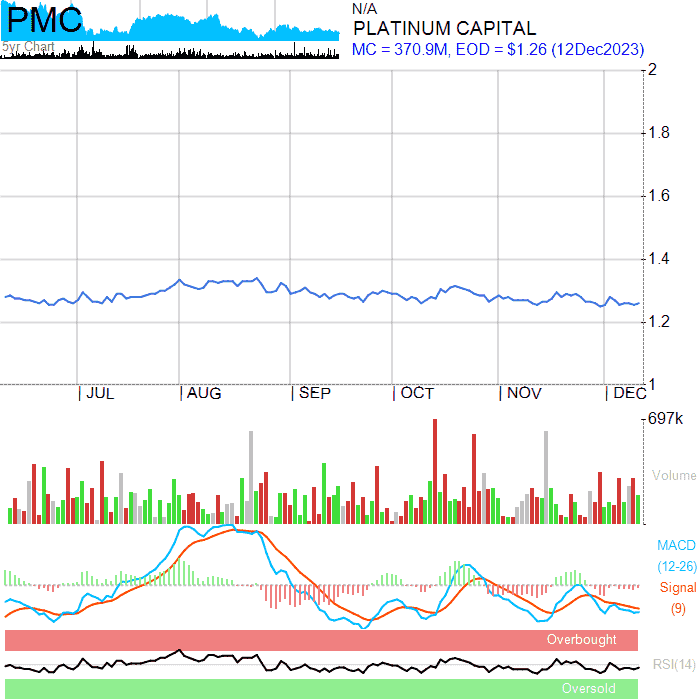 PMC
5yr Chart
N/A
PLATINUM CAPITAL
MC = 370.9M, EOD = $1.26 (12Dec2023)
2
1.8
1.6
1.4
1.2
1
JUL AUG SEP OCT NOV DEC
697k
Volume
MACD
(12-26)
Signal
(9)
Overbought
RSI(14)
Oversold